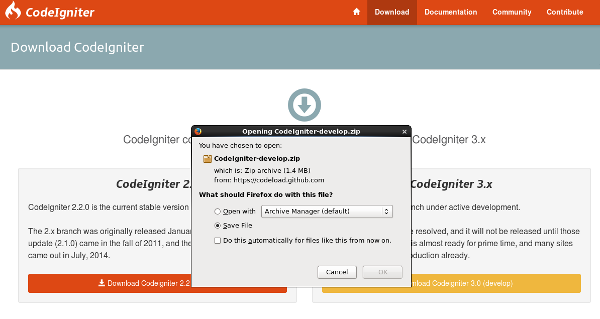 CodeIgniter
Download Documentation Community Contribute
Download CodeIgniter
CodeIgniter co
CodeIgniter 3.x
Opening CodeIgniter-develop.zip
You have chosen to open:
CodeIgniter-develop.zip
which is: Zip archive (1.4 MB)
from: https://codeload.github.com
What should Firefox do with this file?
Open with Archive Manager (default)
Save File
Do this automatically for files like this from now on.
Cancel OK
CodeIgniter 2.
CodeIgniter 2.2.0 is the current stable version
The 2.x branch was originally released Januar
update (2.1.0) came in the fall of 2011, and the
came out in July, 2014.
Download CodeIgniter 2.2
CodeIgniter 3.x
nch under active development.
e resolved, and it will not be released until those
is almost ready for prime time, and many sites
duction already.
ownload CodeIgniter 3.0 (develop)